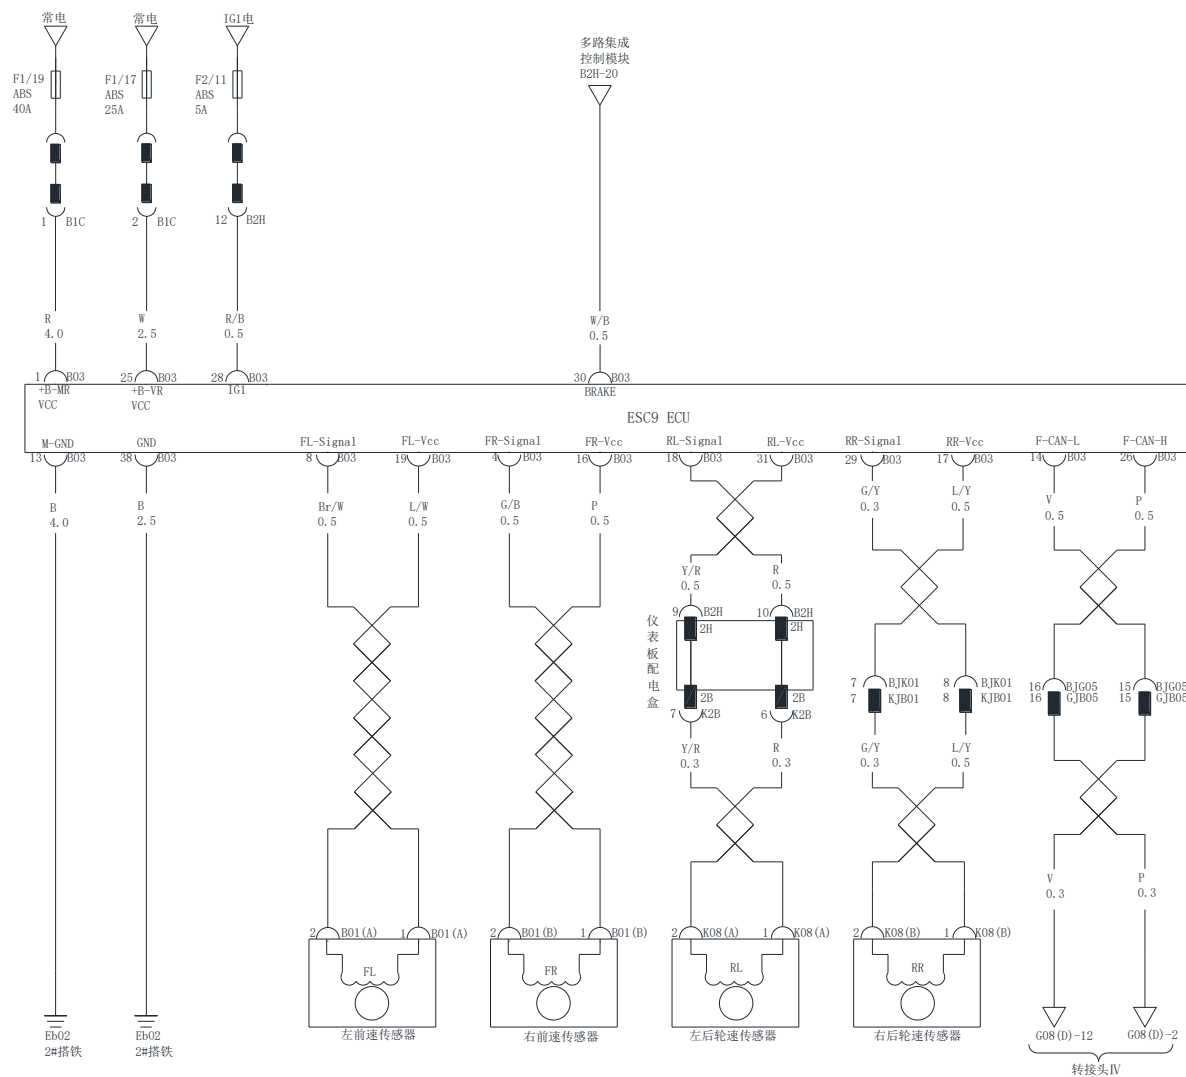 常电
常电
IG1电
F1/19
ABS
40A
F1/17
ABS
25A
F2/11
ABS
5A
多路集成
控制模块
B2H-20
1 B1C
2 B1C
12 B2H
R
4.0
W
2.5
R/B
0.5
W/B
0.5
1 B03
25 B03
28 B03
30 B03
+B-MR
VCC
+B-VR
VCC
IG1
BRAKE
ESC9 ECU
M-GND
GND
FL-Signal
FL-Vcc
FR-Signal
FR-Vcc
RL-Signal
RL-Vcc
RR-Signal
RR-Vcc
F-CAN-L
F-CAN-H
13 B03
38 B03
8 B03
19 B03
4 B03
16 B03
18 B03
31 B03
29 B03
17 B03
14 B03
26 B03
B
4.0
B
2.5
Br/W
0.5
L/W
0.5
G/B
0.5
P
0.5
G/Y
0.3
L/Y
0.5
V
0.5
P
0.5
Y/R
0.5
R
0.5
9 B2H
10 B2H
2H
2H
仪表板配电盒
2B
2B
7 K2B
6 K2B
7 BJK01
7 KJB01
8 BJK01
8 KJB01
16 BJG05
16 GJB05
15 BJG05
15 GJB05
Y/R
0.3
R
0.3
G/Y
0.3
L/Y
0.5
V
0.3
P
0.3
2 B01(A)
1 B01(A)
2 B01(B)
1 B01(B)
2 K08(A)
1 K08(A)
2 K08(B)
1 K08(B)
FL
FR
RL
RR
Eb02
2#搭铁
Eb02
2#搭铁
左前速传感器
右前速传感器
左后轮速传感器
右后轮速传感器
G08(D)-12
G08(D)-2
转接头Ⅳ